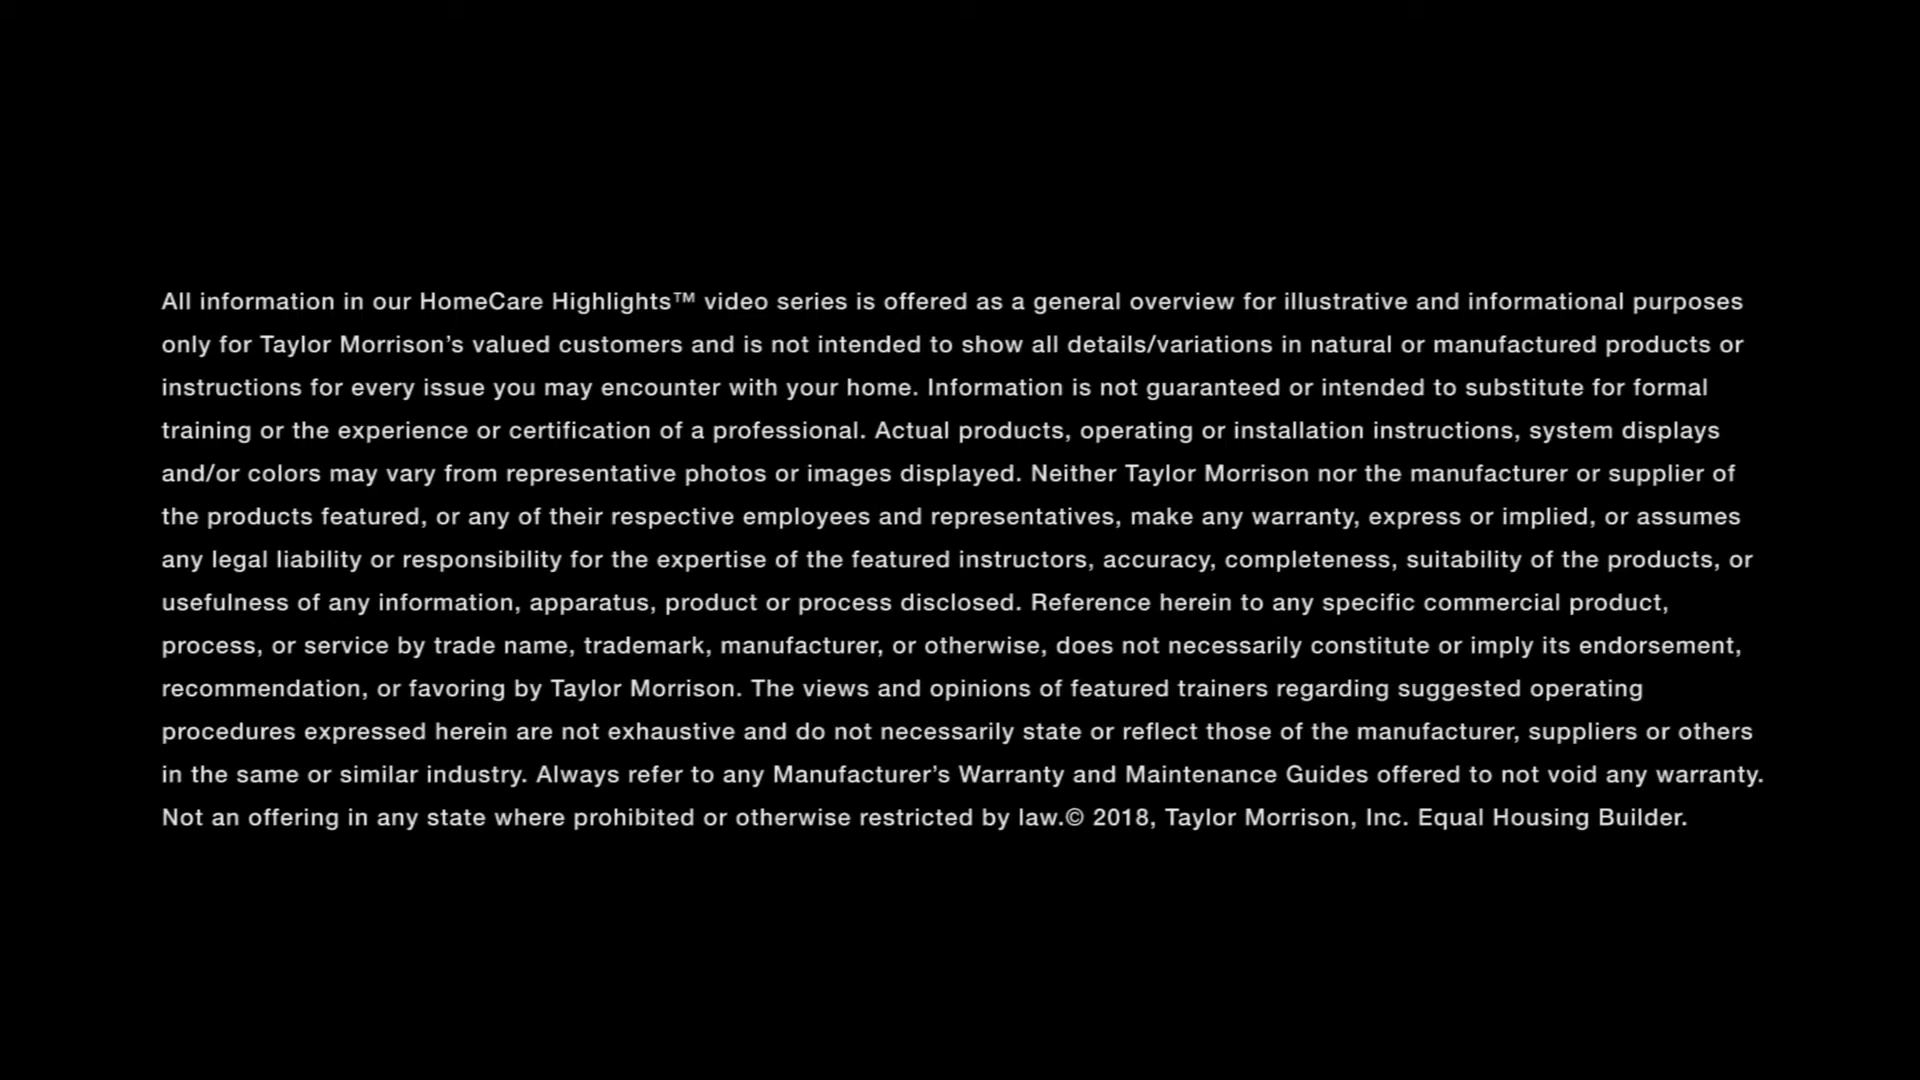 All information in our HomeCare Highlights™ video series is offered as a general overview for illustrative and informational purposes
only for Taylor Morrison’s valued customers and is not intended to show all details/variations in natural or manufactured products or
instructions for every issue you may encounter with your home. Information is not guaranteed or intended to substitute for formal
training or the experience or certification of a professional. Actual products, operating or installation instructions, system displays
and/or colors may vary from representative photos or images displayed. Neither Taylor Morrison nor the manufacturer or supplier of
the products featured, or any of their respective employees and representatives, make any warranty, express or implied, or assumes
any legal liability or responsibility for the expertise of the featured instructors, accuracy, completeness, suitability of the products, or
usefulness of any information, apparatus, product or process disclosed. Reference herein to any specific commercial product,
process, or service by trade name, trademark, manufacturer, or otherwise, does not necessarily constitute or imply its endorsement,
recommendation, or favoring by Taylor Morrison. The views and opinions of featured trainers regarding suggested operating
procedures expressed herein are not exhaustive and do not necessarily state or reflect those of the manufacturer, suppliers or others
in the same or similar industry. Always refer to any Manufacturer’s Warranty and Maintenance Guides offered to not void any warranty.
Not an offering in any state where prohibited or otherwise restricted by law.© 2018, Taylor Morrison, Inc. Equal Housing Builder.